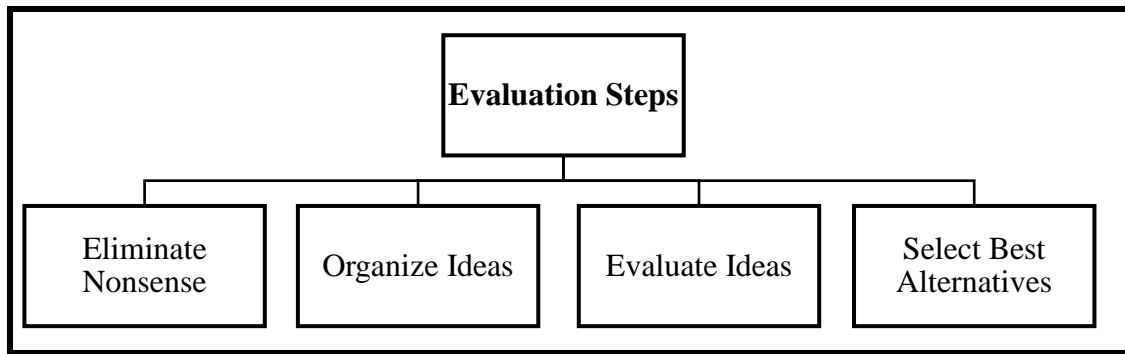 Evaluation Steps
Eliminate
Nonsense
Organize Ideas
Evaluate Ideas
Select Best
Alternatives